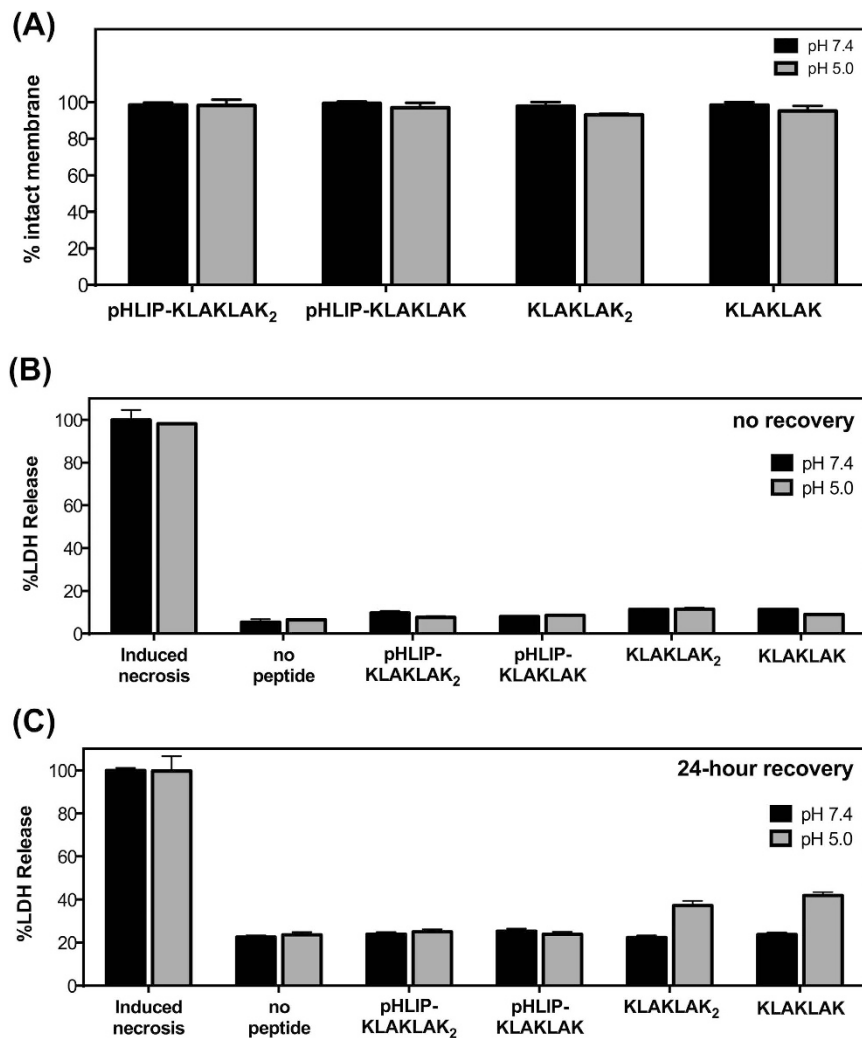 (A)
pH 7.4
pH 5.0
% intact membrane
100
80
60
40
20
0
pHLIP-KLAKLAK₂ pHLIP-KLAKLAK KLAKLAK₂ KLAKLAK
(B)
no recovery
pH 7.4
pH 5.0
%LDH Release
100
80
60
40
20
0
Induced no pHLIP- pHLIP- KLAKLAK₂ KLAKLAK
necrosis peptide KLAKLAK₂ KLAKLAK
(C)
24-hour recovery
pH 7.4
pH 5.0
%LDH Release
100
80
60
40
20
0
Induced no pHLIP- pHLIP- KLAKLAK₂ KLAKLAK
necrosis peptide KLAKLAK₂ KLAKLAK